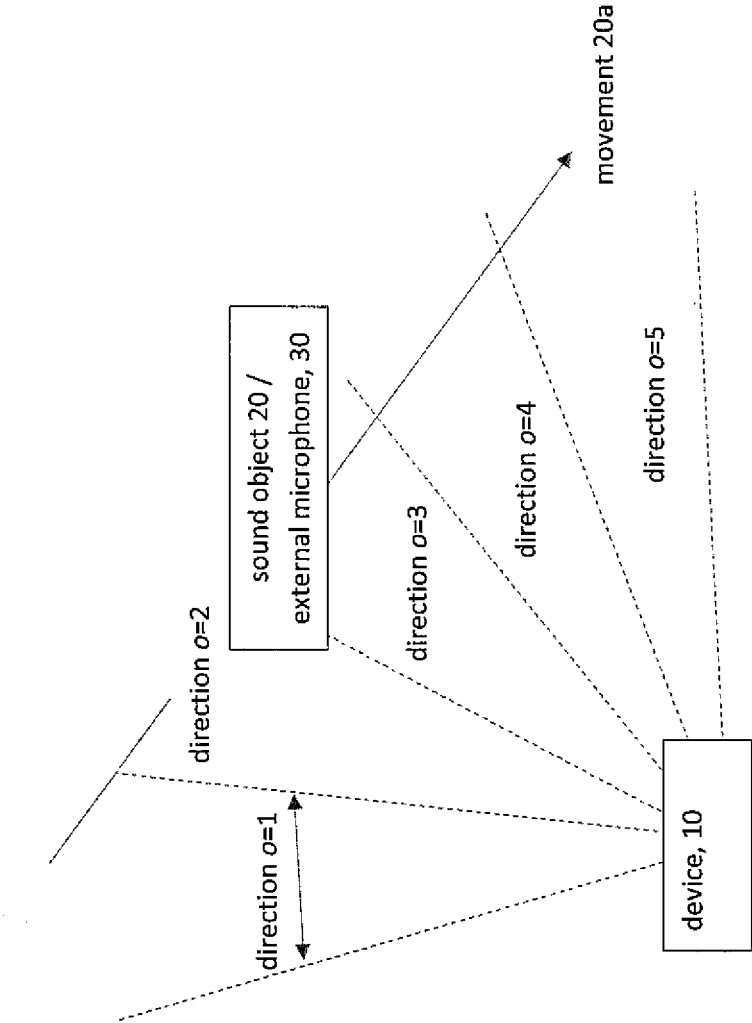 direction o=1
direction o=2
sound object 20 /
external microphone, 30
direction o=3
direction o=4
direction o=5
movement 20a
device, 10